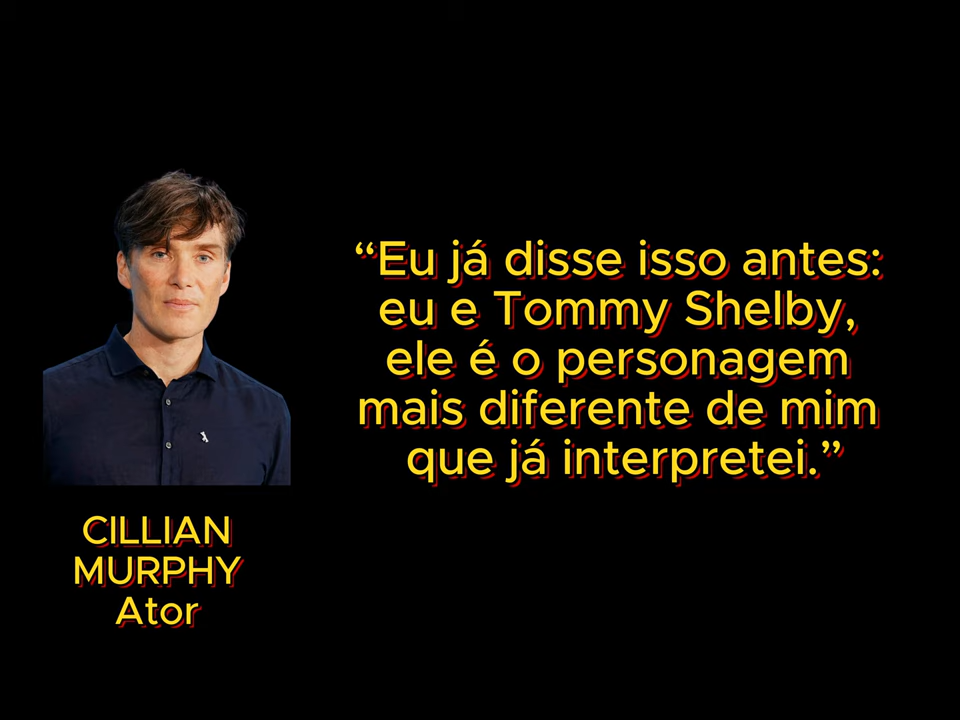 “Eu já disse isso antes:
eu e Tommy Shelby,
ele é o personagem
mais diferente de mim
que já interpretei.”
CILLIAN
MURPHY
Ator